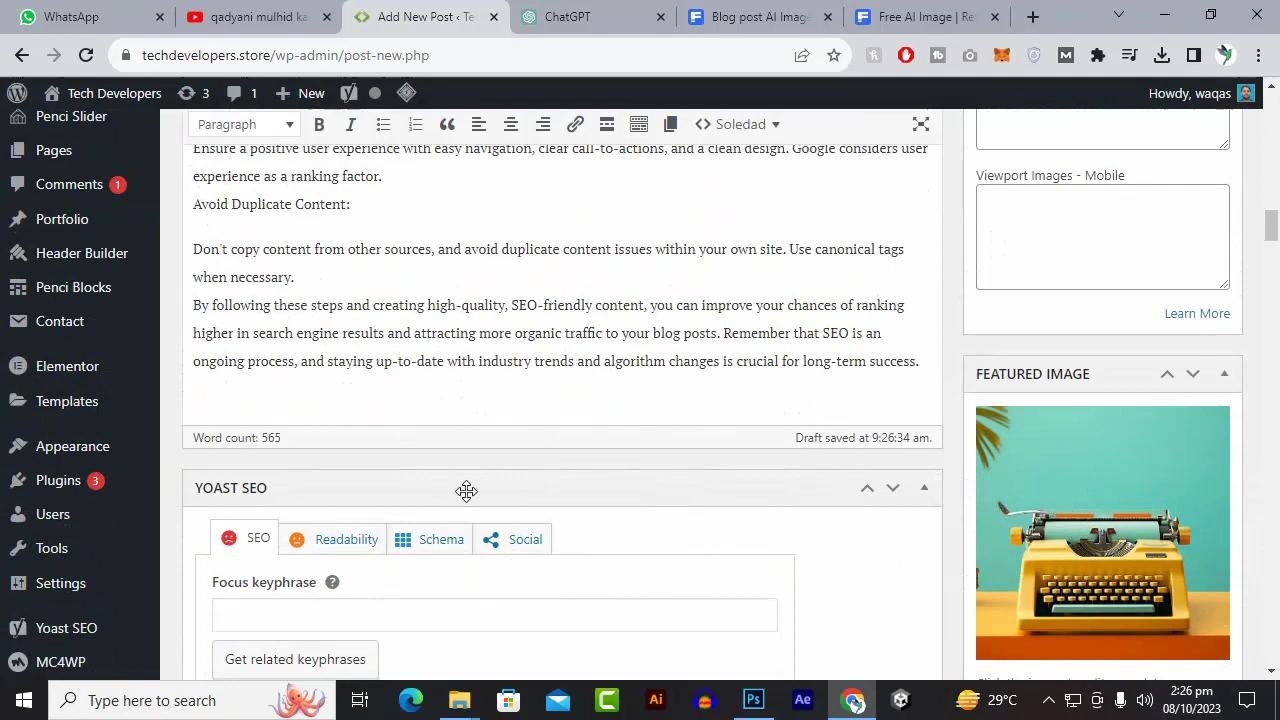 WhatsApp
qadyani mulhid ka
Add New Post - Te
ChatGPT
Blog post AI Image
Free AI Image | Re
techdevelopers.store/wp-admin/post-new.php
Tech Developers
3
1
New
Howdy, waqas
Penci Slider
Pages
Comments 1
Portfolio
Header Builder
Penci Blocks
Contact
Elementor
Templates
Appearance
Plugins 3
Users
Tools
Settings
Yoast SEO
MC4WP
Paragraph
Soledad
Ensure a positive user experience with easy navigation, clear call-to-actions, and a clean design. Google considers user
experience as a ranking factor.
Avoid Duplicate Content:
Don't copy content from other sources, and avoid duplicate content issues within your own site. Use canonical tags
when necessary.
By following these steps and creating high-quality, SEO-friendly content, you can improve your chances of ranking
higher in search engine results and attracting more organic traffic to your blog posts. Remember that SEO is an
ongoing process, and staying up-to-date with industry trends and algorithm changes is crucial for long-term success.
Word count: 565
Draft saved at 9:26:34 am.
YOAST SEO
SEO
Readability
Schema
Social
Focus keyphrase
Get related keyphrases
Viewport Images - Mobile
Learn More
FEATURED IMAGE
Type here to search
29°C
2:26 pm
08/10/2023